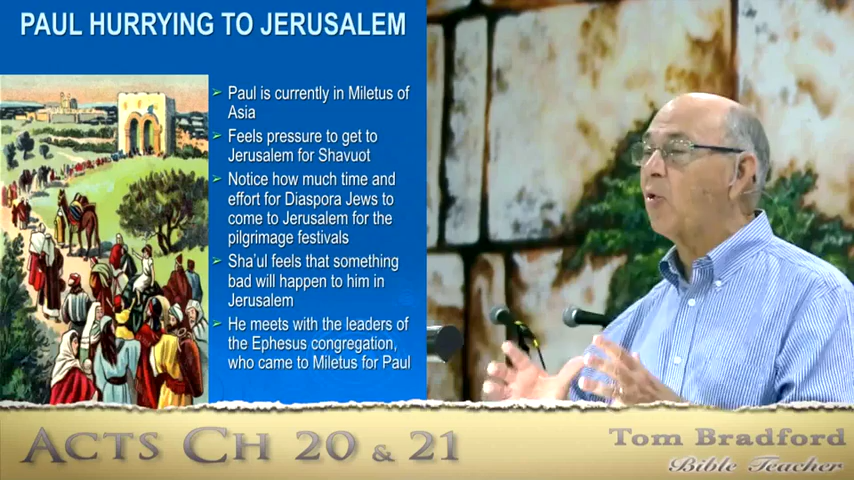 PAUL HURRYING TO JERUSALEM
➢ Paul is currently in Miletus of
Asia
➢ Feels pressure to get to
Jerusalem for Shavuot
➢ Notice how much time and
effort for Diaspora Jews to
come to Jerusalem for the
pilgrimage festivals
➢ Sha'ul feels that something
bad will happen to him in
Jerusalem
➢ He meets with the leaders of
the Ephesus congregation,
who came to Miletus for Paul
ACTS CH 20 & 21
Tom Bradford
Bible Teacher